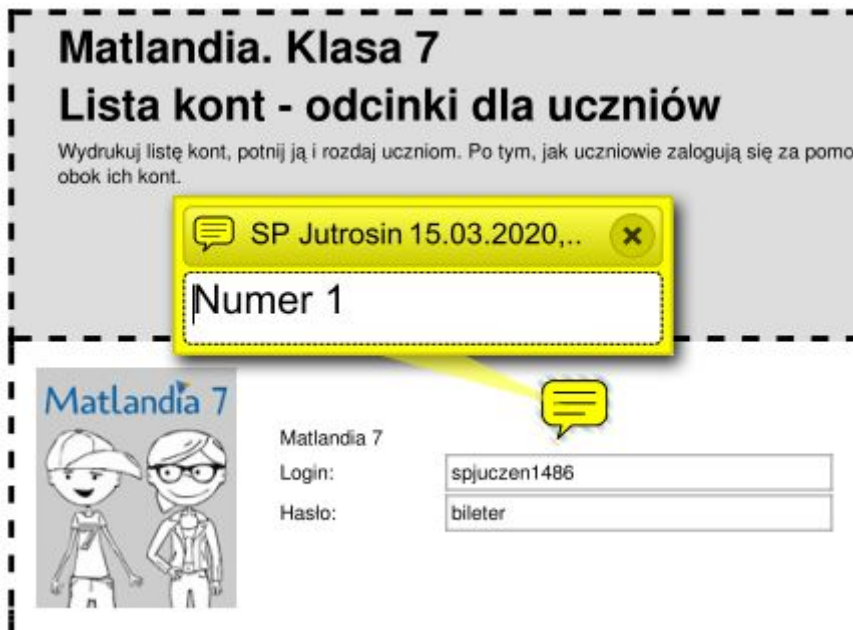 Matlandia. Klasa 7
Lista kont - odcinki dla uczniów
Wydrukuj listę kont, potnij ją i rozdaj uczniom. Po tym, jak uczniowie zalogują się za pomo
obok ich kont.
SP Jutrosin 15.03.2020,..
Numer 1
Matlandia 7
Matlandia 7
Login: spjuczen1486
Hasło: bileter
7